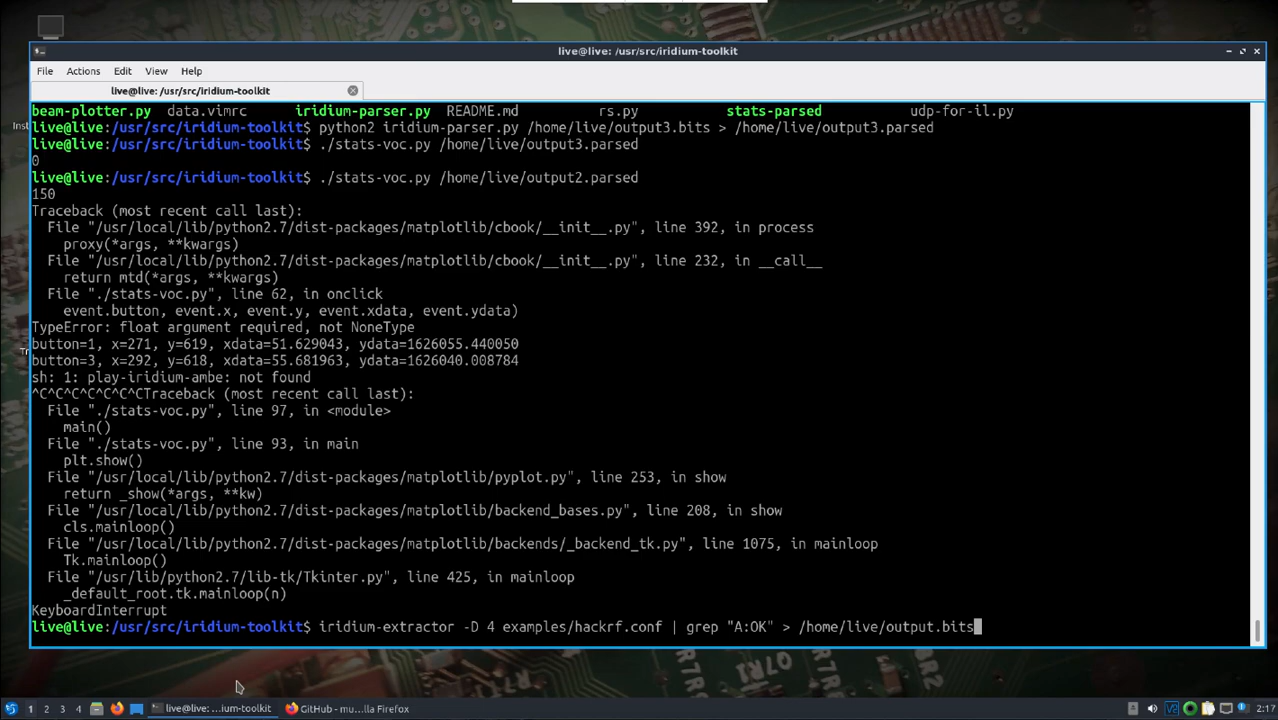 live@live: /usr/src/iridium-toolkit
File Actions Edit View Help
live@live: /usr/src/iridium-toolkit
beam-plotter.py data.vimrc iridium-parser.py README.md rs.py stats-parsed udp-for-il.py
live@live:/usr/src/iridium-toolkit$ python2 iridium-parser.py /home/live/output3.bits > /home/live/output3.parsed
live@live:/usr/src/iridium-toolkit$ ./stats-voc.py /home/live/output3.parsed
0
live@live:/usr/src/iridium-toolkit$ ./stats-voc.py /home/live/output2.parsed
150
Traceback (most recent call last):
File "/usr/local/lib/python2.7/dist-packages/matplotlib/cbook/__init__.py", line 392, in process
proxy(*args, **kwargs)
File "/usr/local/lib/python2.7/dist-packages/matplotlib/cbook/__init__.py", line 232, in __call__
return mtd(*args, **kwargs)
File "./stats-voc.py", line 62, in onclick
event.button, event.x, event.y, event.xdata, event.ydata)
TypeError: float argument required, not NoneType
button=1, x=271, y=619, xdata=51.629043, ydata=1626055.440050
button=3, x=292, y=618, xdata=55.681963, ydata=1626040.008784
sh: 1: play-iridium-ambe: not found
^C^C^C^C^C^C^CTraceback (most recent call last):
File "./stats-voc.py", line 97, in <module>
main()
File "./stats-voc.py", line 93, in main
plt.show()
File "/usr/local/lib/python2.7/dist-packages/matplotlib/pyplot.py", line 253, in show
return _show(*args, **kw)
File "/usr/local/lib/python2.7/dist-packages/matplotlib/backend_bases.py", line 208, in show
cls.mainloop()
File "/usr/local/lib/python2.7/dist-packages/matplotlib/backends/_backend_tk.py", line 1075, in mainloop
Tk.mainloop()
File "/usr/lib/python2.7/lib-tk/Tkinter.py", line 425, in mainloop
_default_root.tk.mainloop(n)
KeyboardInterrupt
live@live:/usr/src/iridium-toolkit$ iridium-extractor -D 4 examples/hackrf.conf | grep "A:OK" > /home/live/output.bits
1 2 3 4 live@live: ...ium-toolkit GitHub - mu...lla Firefox 2:17